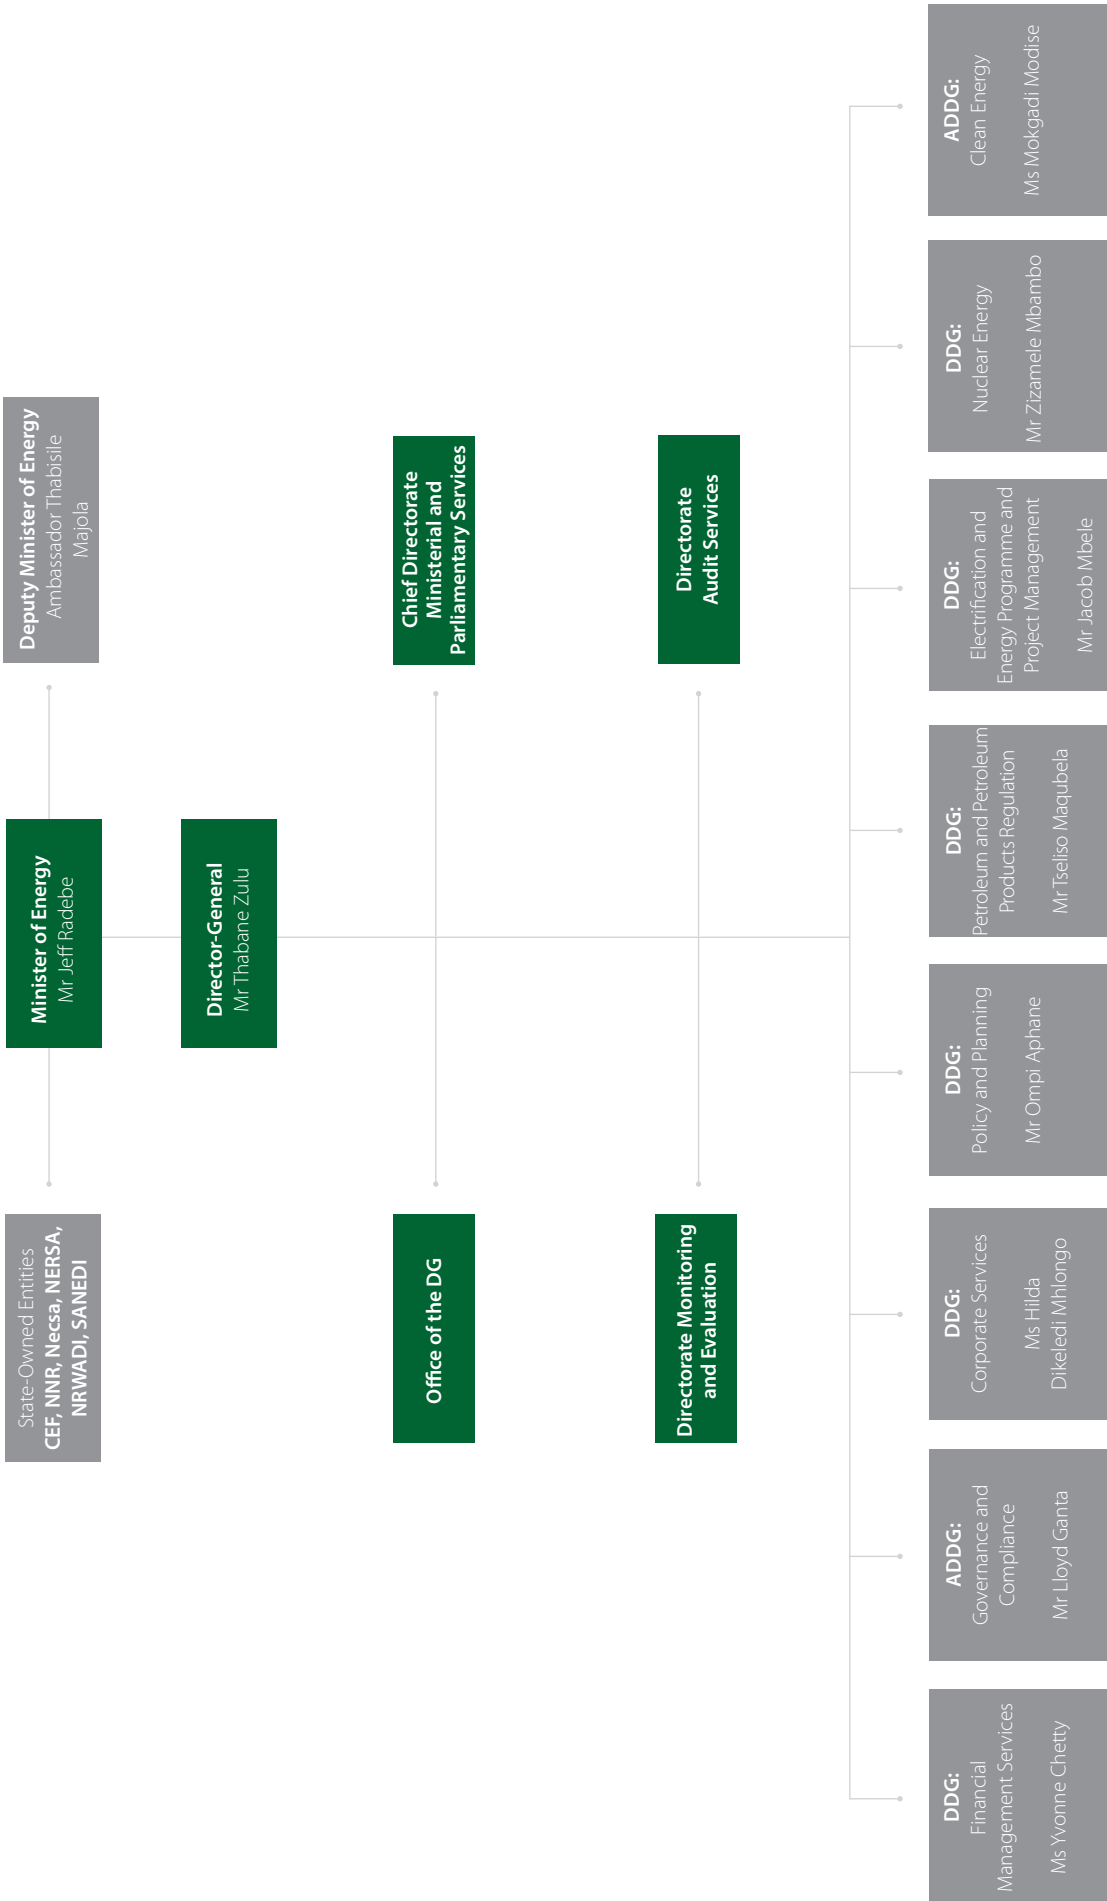 State-Owned Entities
CEF, NNR, Necsa, NERSA,
NRWADI, SANEDI
Minister of Energy
Mr Jeff Radebe
Deputy Minister of Energy
Ambassador Thabisile
Majola
Director-General
Mr Thabane Zulu
Office of the DG
Chief Directorate
Ministerial and
Parliamentary Services
Directorate Monitoring
and Evaluation
Directorate
Audit Services
DDG:
Financial
Management Services
Ms Yvonne Chetty
ADDG:
Governance and
Compliance
Mr Lloyd Ganta
DDG:
Corporate Services
Ms Hilda
Dikeledi Mhlongo
DDG:
Policy and Planning
Mr Ompi Aphane
DDG:
Petroleum and Petroleum
Products Regulation
Mr Tseliso Maqubela
DDG:
Electrification and
Energy Programme and
Project Management
Mr Jacob Mbele
DDG:
Nuclear Energy
Mr Zizamele Mbambo
ADDG:
Clean Energy
Ms Mokgadi Modise